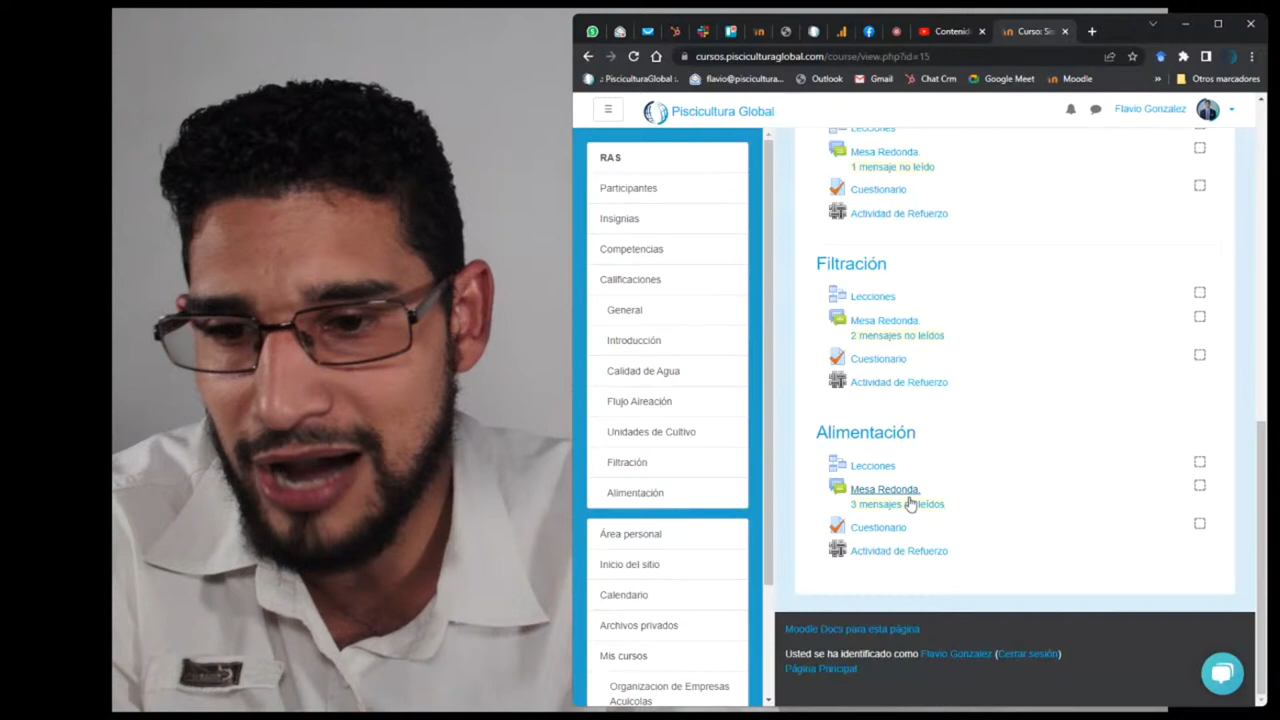 Contenid
Curso: Sis
cursos.pisciculturaglobal.com/course/view.php?id=15
.: PisciculturaGlobal :.
flavio@piscicultura...
Outlook
Gmail
Chat Crm
Google Meet
Moodle
»
Otros marcadores
Piscicultura Global
Flavio Gonzalez
RAS
Participantes
Insignias
Competencias
Calificaciones
General
Introducción
Calidad de Agua
Flujo Aireación
Unidades de Cultivo
Filtración
Alimentación
Área personal
Inicio del sitio
Calendario
Archivos privados
Mis cursos
Organizacion de Empresas
Acuicolas
Lecciones
Mesa Redonda.
1 mensaje no leído
Cuestionario
Actividad de Refuerzo
Filtración
Lecciones
Mesa Redonda.
2 mensajes no leídos
Cuestionario
Actividad de Refuerzo
Alimentación
Lecciones
Mesa Redonda.
3 mensajes leídos
Cuestionario
Actividad de Refuerzo
Moodle Docs para esta página
Usted se ha identificado como Flavio Gonzalez (Cerrar sesión)
Página Principal